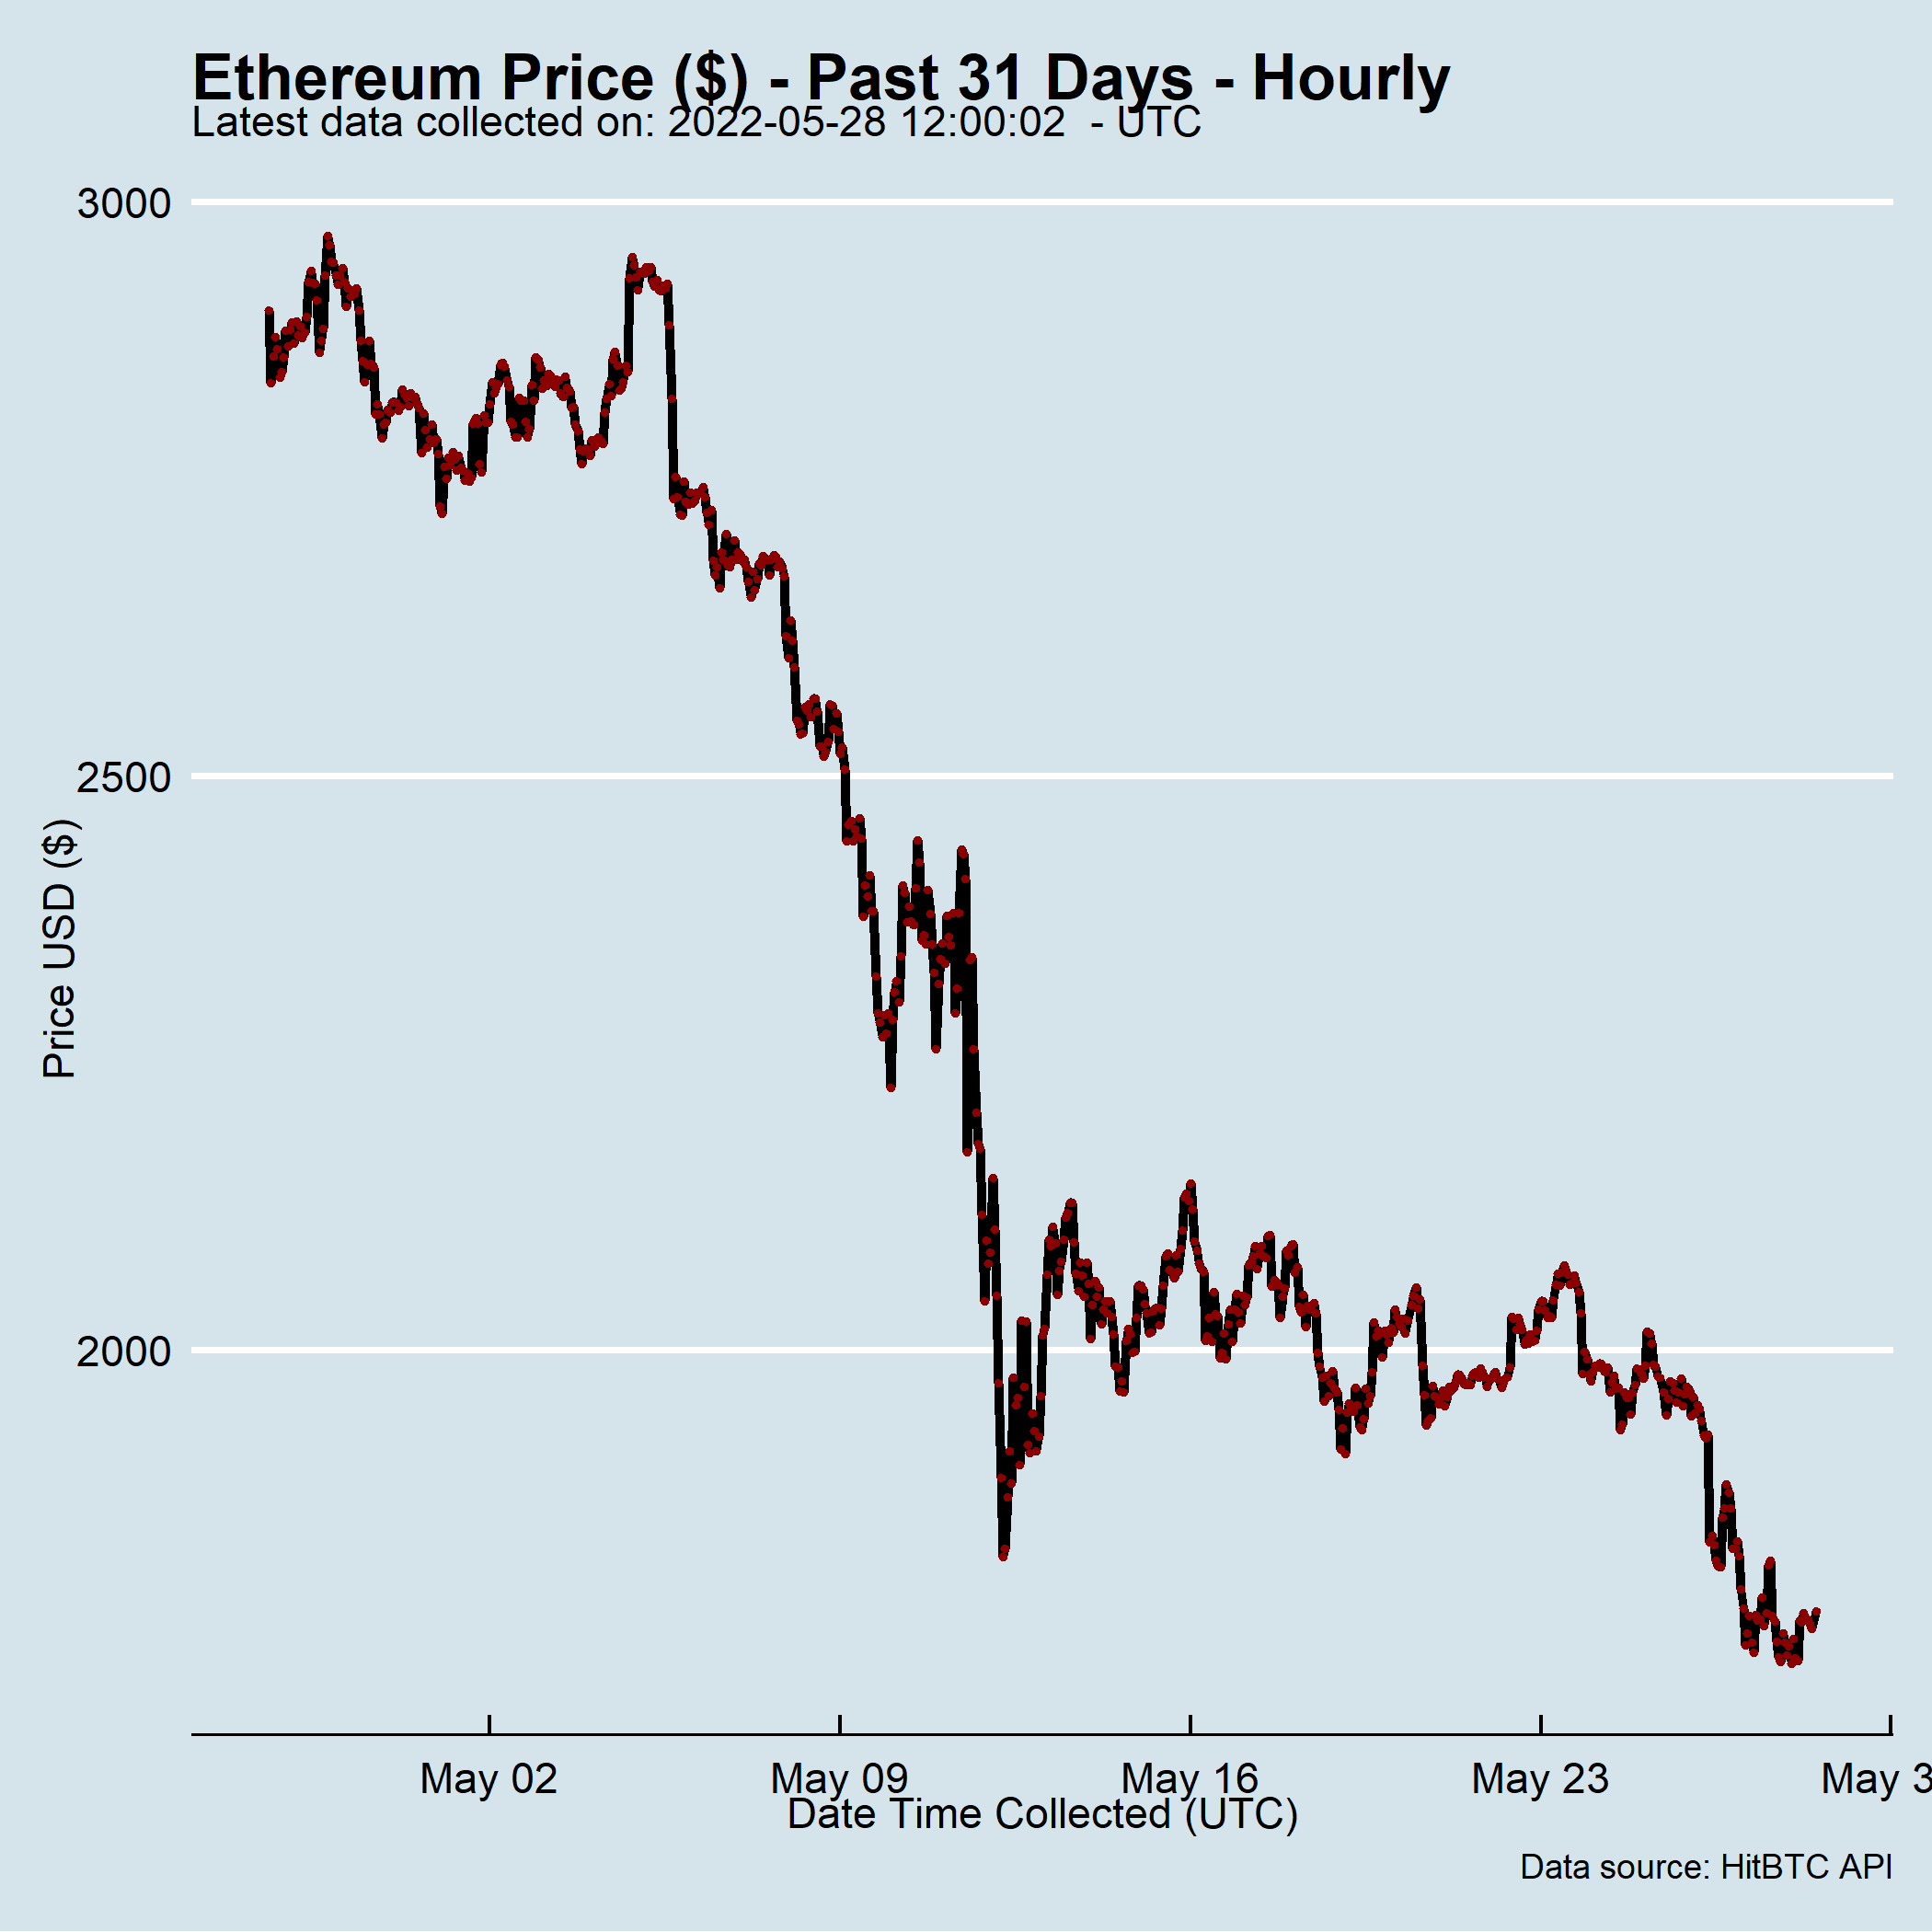 Ethereum Price ($) - Past 31 Days - Hourly
Latest data collected on: 2022-05-28 12:00:02  - UTC
3000
2500
2000
Price USD ($)
May 02
May 09
May 16
May 23
May 3
Date Time Collected (UTC)
Data source: HitBTC API